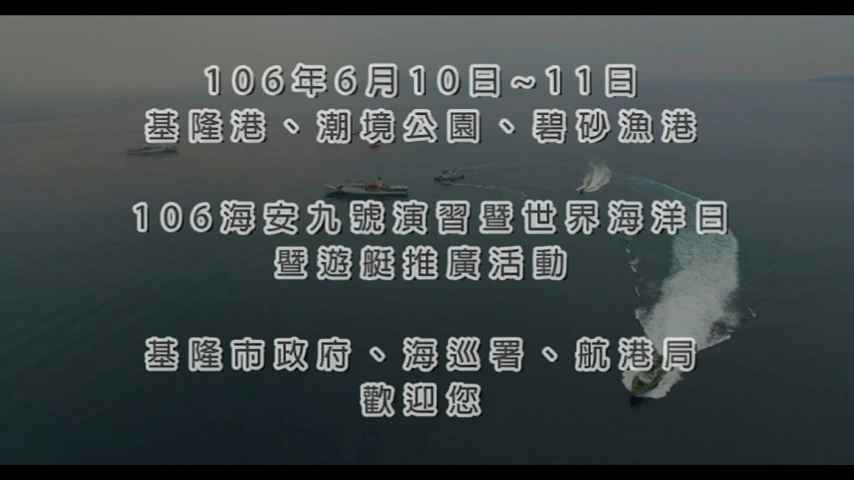 106年6月10日~11日
基隆港、潮境公園、碧砂漁港
106海安九號演習暨世界海洋日
暨遊艇推廣活動
基隆市政府、海巡署、航港局
歡迎您